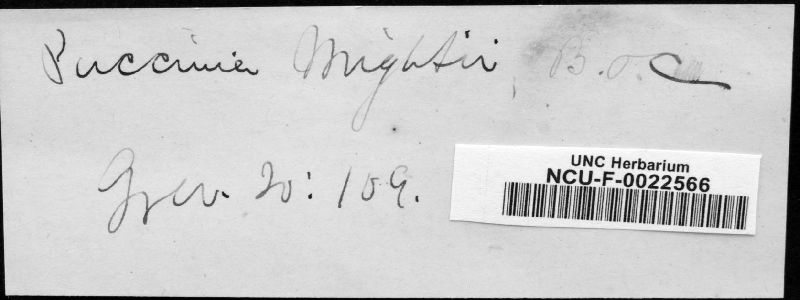 Puccinia Wrightii, B. & C
Grev. 20: 109.
UNC Herbarium
NCU-F-0022566